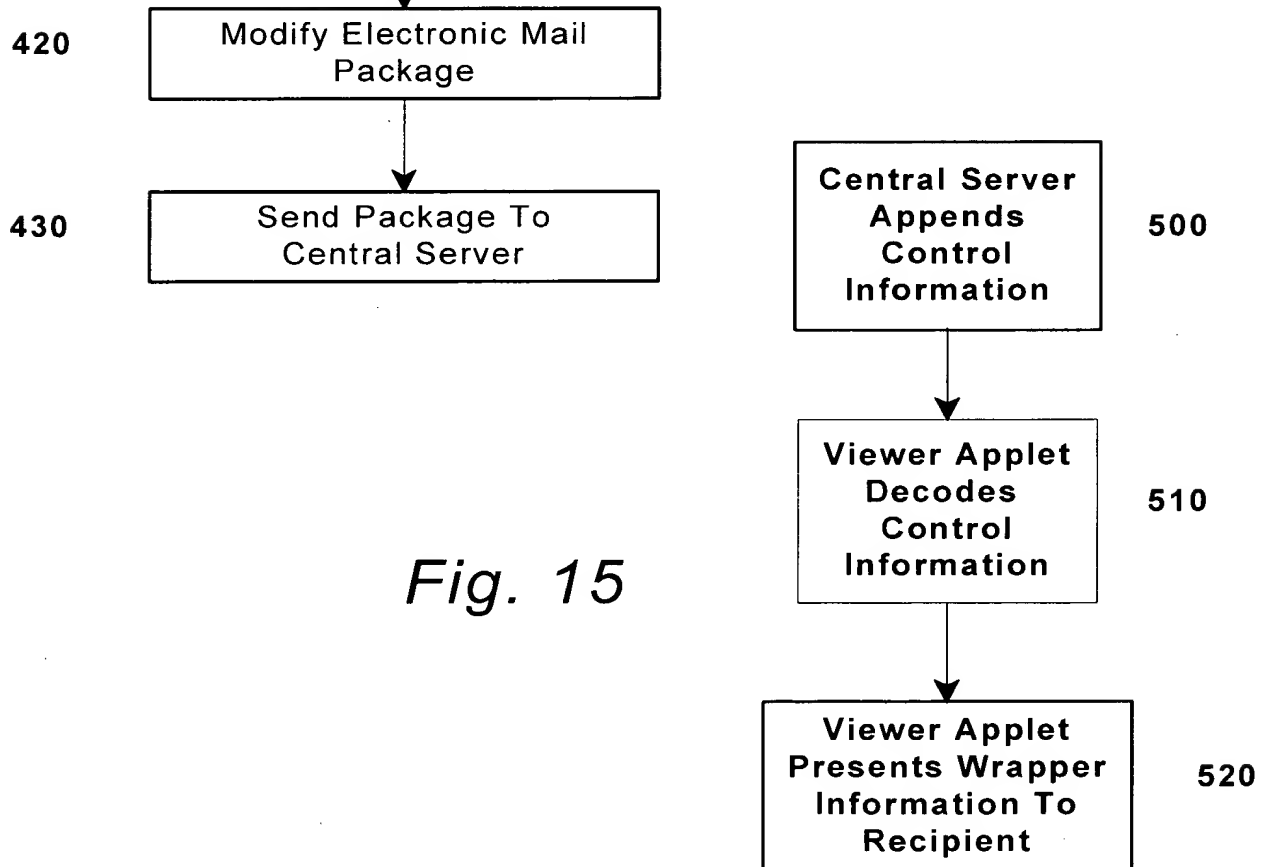 420
Modify Electronic Mail
Package
430
Send Package To
Central Server
Central Server
Appends
Control
Information
500
Viewer Applet
Decodes
Control
Information
510
Fig. 15
Viewer Applet
Presents Wrapper
Information To
Recipient
520